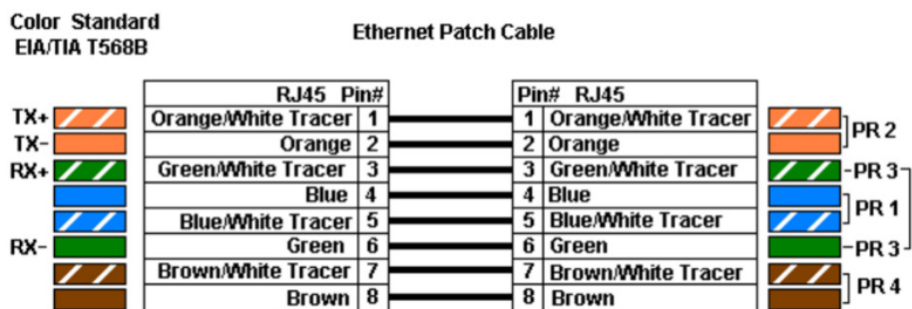 Color Standard
EIA/TIA T568B
Ethernet Patch Cable
RJ45 Pin# Pin# RJ45
TX+ Orange/White Tracer 1 1 Orange/White Tracer
TX- Orange 2 2 Orange PR 2
RX+ Green/White Tracer 3 3 Green/White Tracer PR 3
Blue 4 4 Blue
Blue/White Tracer 5 5 Blue/White Tracer PR 1
RX- Green 6 6 Green PR 3
Brown/White Tracer 7 7 Brown/White Tracer
Brown 8 8 Brown PR 4